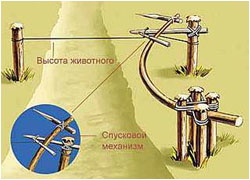 Высота животного
Спусковой
механизм